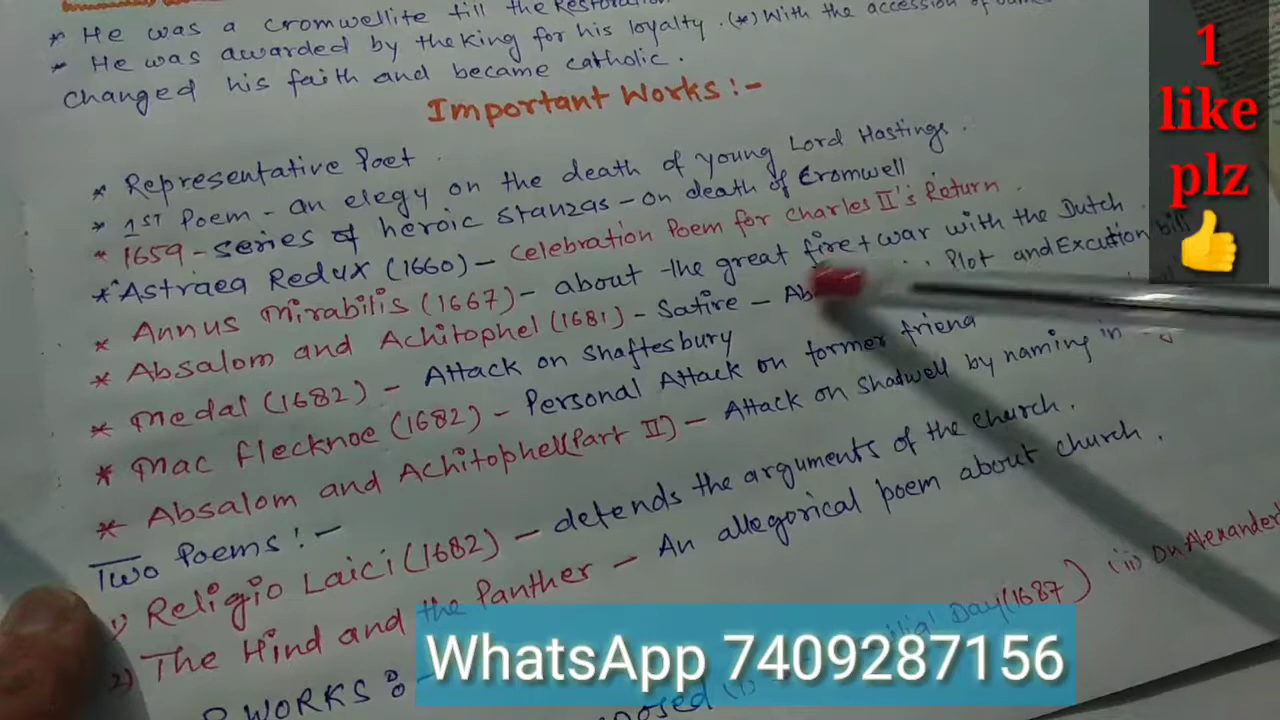 * He was a cromwellite till the Restoration
* He was awarded by the King for his loyalty. (*) With the accession of
changed his faith and became catholic.
Important Works :-
* Representative Poet
* 1ST Poem - an elegy on the death of young Lord Hastings.
* 1659 - series of heroic stanzas - on death of Cromwell
* Astraea Redux (1660) - Celebration Poem for Charles II's Return.
* Annus Mirabilis (1667) - about the great fire + war with the Dutch.
* Absalom and Achitophel (1681) - Satire - Plot and Excution bill
* Medal (1682) - Attack on Shaftesbury
* Mac Flecknoe (1682) - Personal Attack on former friend
* Absalom and Achitophel (Part II) - Attack on Shadwell by naming in
Two Poems :-
1) Religio Laici (1682) - defends the arguments of the church.
2) The Hind and the Panther - An allegorical poem about church.
WORKS :-
Day (1687) (ii) On Alexander
1
like
plz
WhatsApp 7409287156